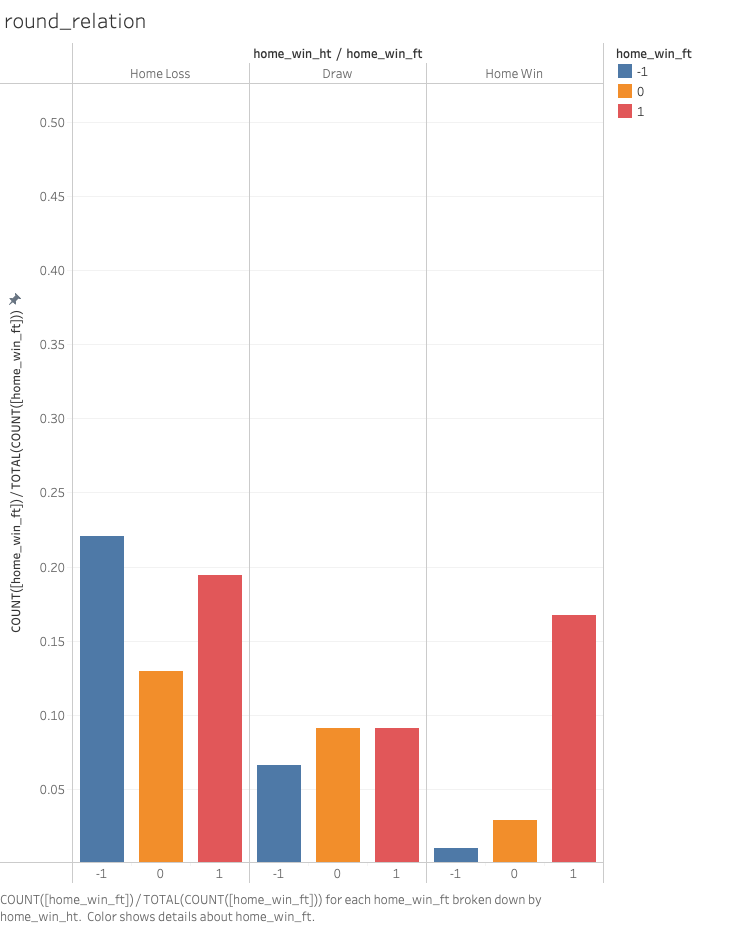 round_relation
home_win_ht / home_win_ft
Home Loss
Draw
Home Win
home_win_ft
-1
0
1
0.50
0.45
0.40
0.35
0.30
0.25
0.20
0.15
0.10
0.05
COUNT([home_win_ft]) / TOTAL(COUNT([home_win_ft]))
-1 0 1 -1 0 1 -1 0 1
COUNT([home_win_ft]) / TOTAL(COUNT([home_win_ft])) for each home_win_ft broken down by
home_win_ht. Color shows details about home_win_ft.